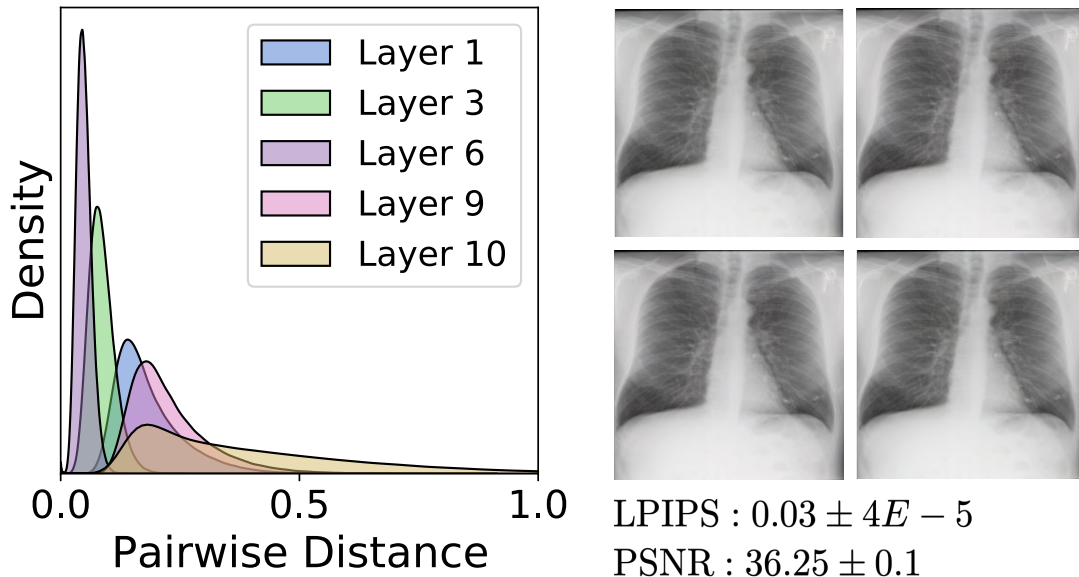 Density
Layer 1
Layer 3
Layer 6
Layer 9
Layer 10
0.0 0.5 1.0
Pairwise Distance
LPIPS : 0.03 ± 4E − 5
PSNR : 36.25 ± 0.1